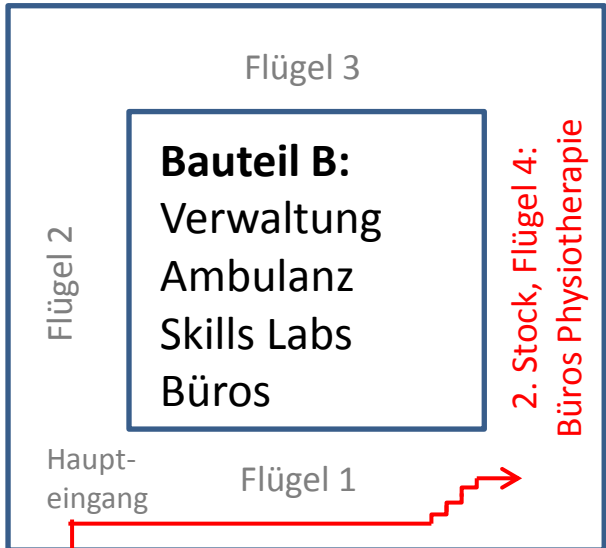 Flügel 3
Bauteil B:
Verwaltung
Ambulanz
Skills Labs
Büros
Flügel 2
2. Stock, Flügel 4:
Büros Physiotherapie
Haupt-
eingang
Flügel 1